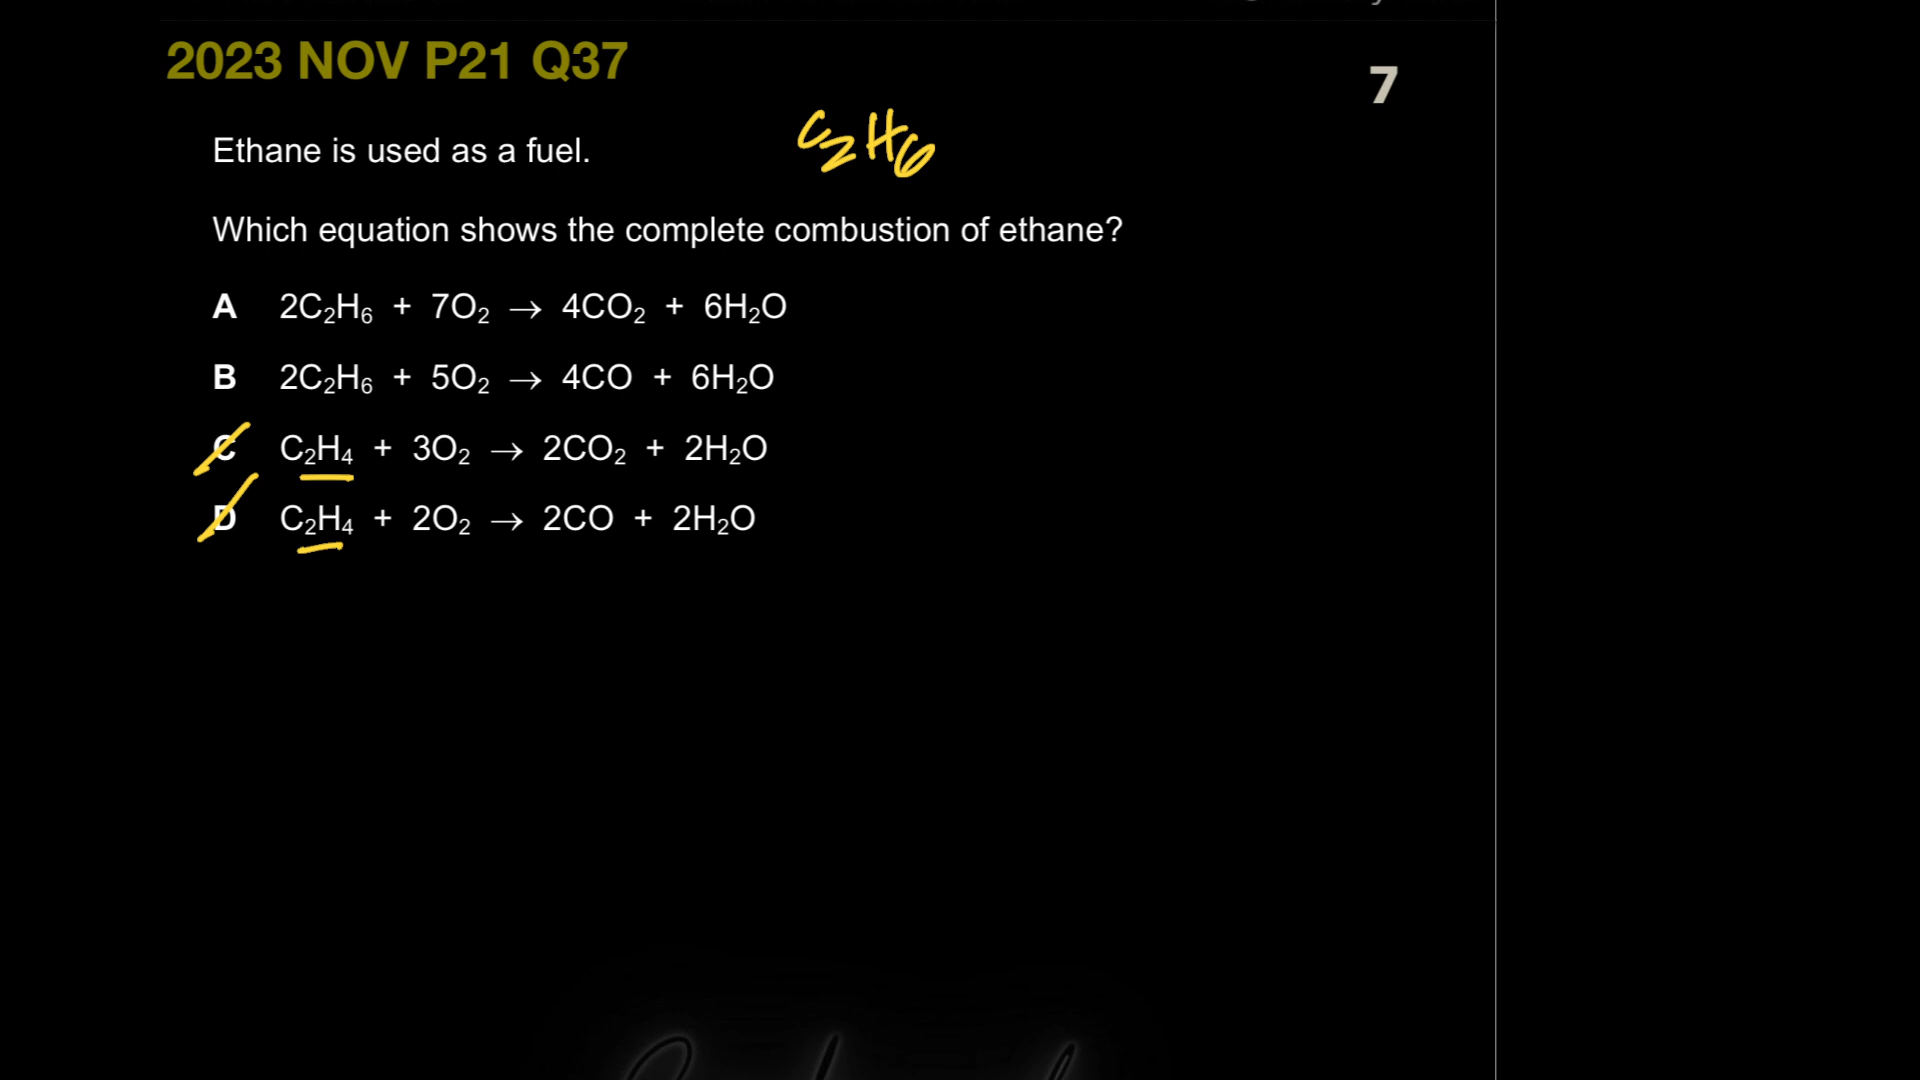 2023 NOV P21 Q37
7
Ethane is used as a fuel.
C₂H₆
Which equation shows the complete combustion of ethane?
A 2C₂H₆ + 7O₂ → 4CO₂ + 6H₂O
B 2C₂H₆ + 5O₂ → 4CO + 6H₂O
C C₂H₄ + 3O₂ → 2CO₂ + 2H₂O
D C₂H₄ + 2O₂ → 2CO + 2H₂O